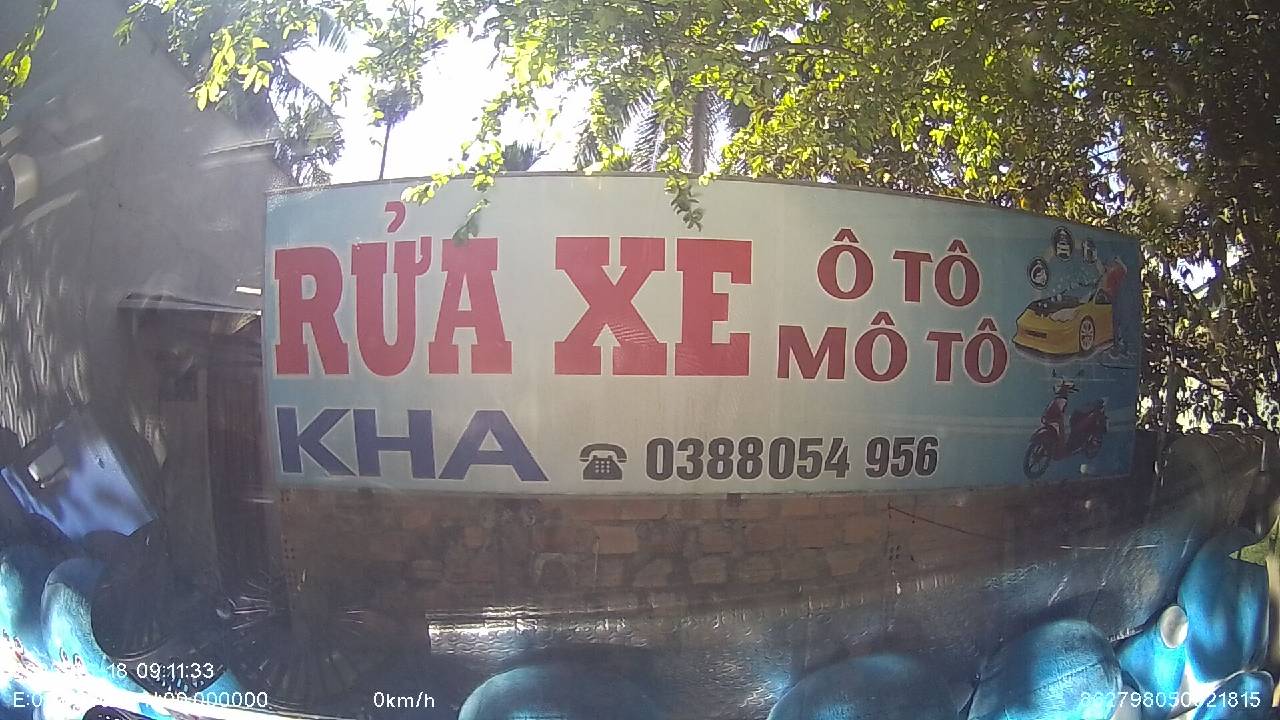 RỬA XE
Ô TÔ
MÔ TÔ
KHA
0388054 956
18 09:11:33
0km/h